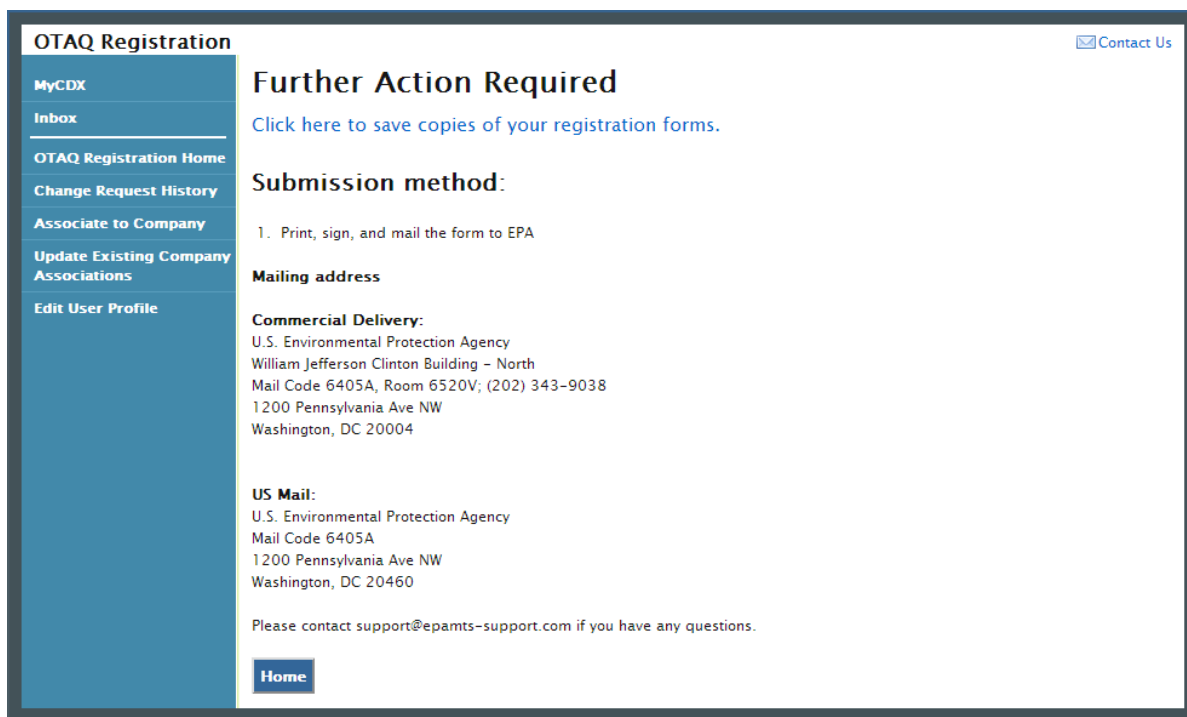 OTAQ Registration
Contact Us
MyCDX
Inbox
OTAQ Registration Home
Change Request History
Associate to Company
Update Existing Company
Associations
Edit User Profile
Further Action Required
Click here to save copies of your registration forms.
Submission method:
1. Print, sign, and mail the form to EPA
Mailing address
Commercial Delivery:
U.S. Environmental Protection Agency
William Jefferson Clinton Building – North
Mail Code 6405A, Room 6520V; (202) 343-9038
1200 Pennsylvania Ave NW
Washington, DC 20004
US Mail:
U.S. Environmental Protection Agency
Mail Code 6405A
1200 Pennsylvania Ave NW
Washington, DC 20460
Please contact support@epamts-support.com if you have any questions.
Home